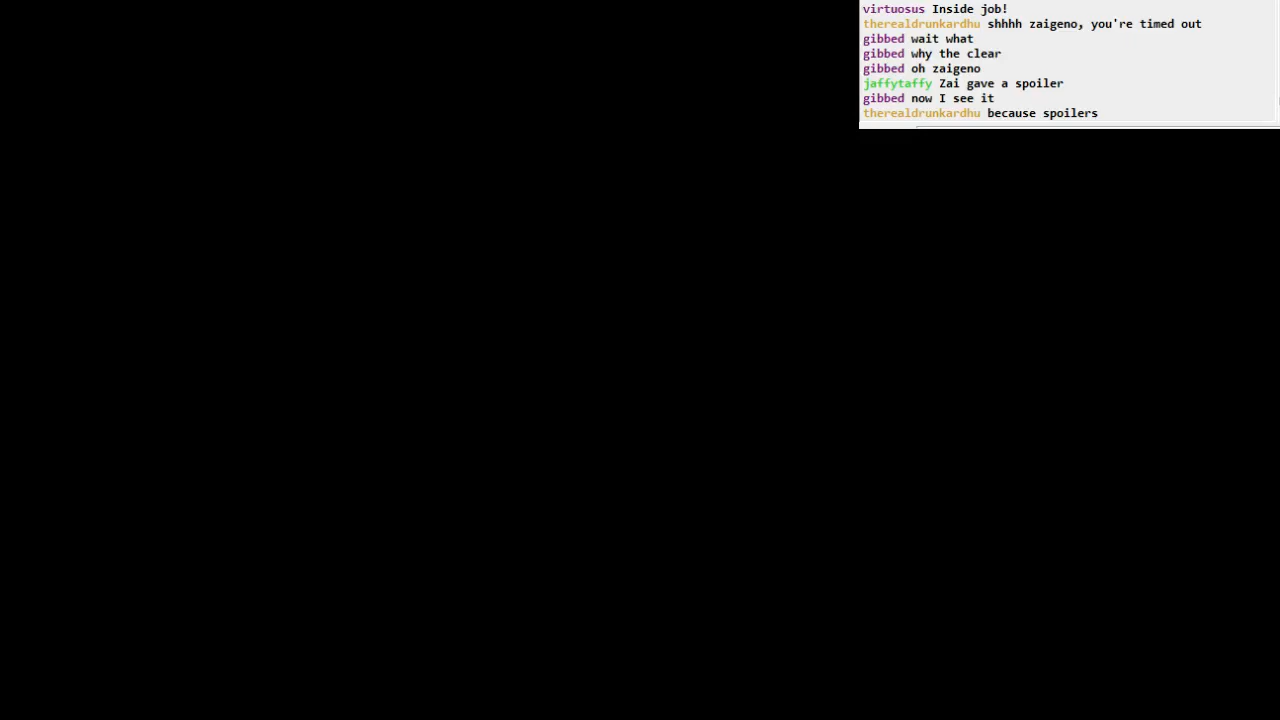 virtuosus Inside job!
therealdrunkardhu shhhh zaigeno, you're timed out
gibbed wait what
gibbed why the clear
gibbed oh zaigeno
jaffytaffy Zai gave a spoiler
gibbed now I see it
therealdrunkardhu because spoilers